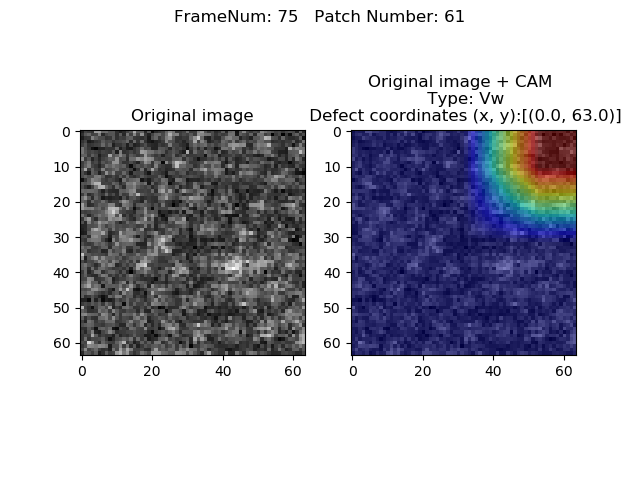 FrameNum: 75   Patch Number: 61
Original image
Original image + CAM
Type: Vw
Defect coordinates (x, y):[(0.0, 63.0)]
0
10
20
30
40
50
60
0 20 40 60
0
10
20
30
40
50
60
0 20 40 60